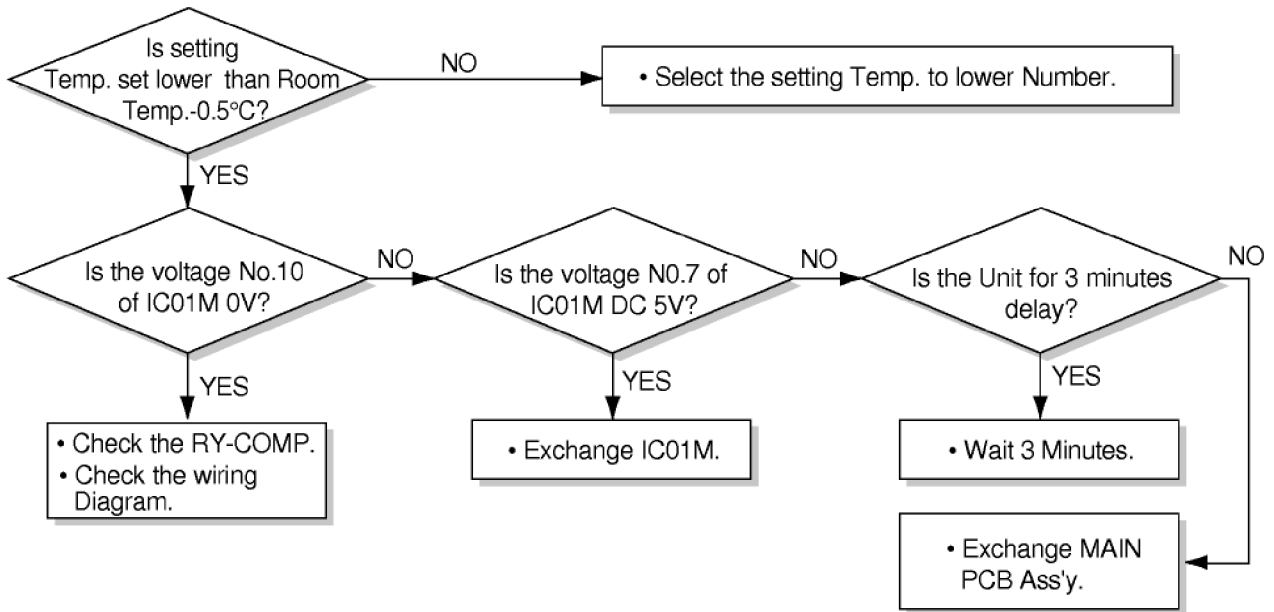 Is setting
Temp. set lower than Room
Temp.-0.5°C?
NO
• Select the setting Temp. to lower Number.
YES
Is the voltage No.10
of IC01M 0V?
NO
Is the voltage N0.7 of
IC01M DC 5V?
NO
Is the Unit for 3 minutes
delay?
NO
YES
• Check the RY-COMP.
• Check the wiring
Diagram.
YES
• Exchange IC01M.
YES
• Wait 3 Minutes.
• Exchange MAIN
PCB Ass'y.